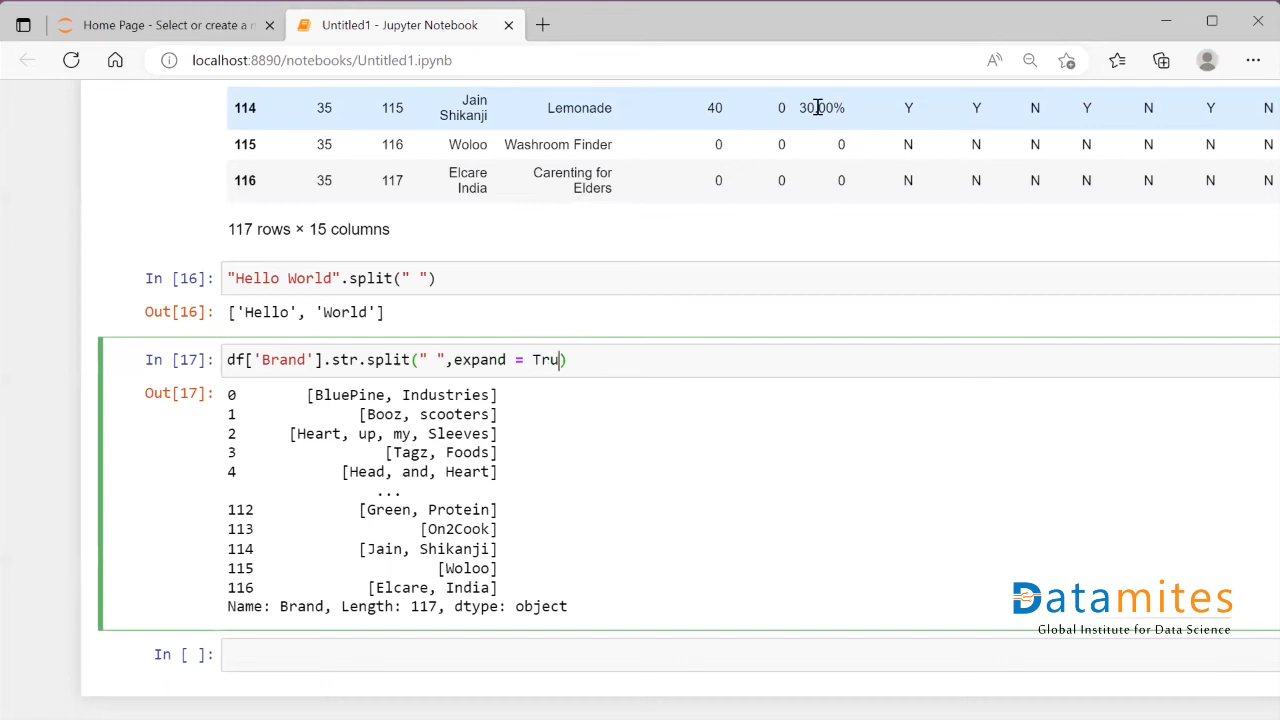 Home Page - Select or create a n
Untitled1 - Jupyter Notebook
localhost:8890/notebooks/Untitled1.ipynb
114 35 115 Jain Shikanji Lemonade 40 0 30.00% Y Y N Y N Y N
115 35 116 Woloo Washroom Finder 0 0 0 N N N N N N N
116 35 117 Elcare India Carenting for Elders 0 0 0 N N N N N N N
117 rows × 15 columns
In [16]: "Hello World".split(" ")
Out[16]: ['Hello', 'World']
In [17]: df['Brand'].str.split(" ",expand = Tru)
Out[17]: 0 [BluePine, Industries]
1 [Booz, scooters]
2 [Heart, up, my, Sleeves]
3 [Tagz, Foods]
4 [Head, and, Heart]
...
112 [Green, Protein]
113 [On2Cook]
114 [Jain, Shikanji]
115 [Woloo]
116 [Elcare, India]
Name: Brand, Length: 117, dtype: object
In [ ]:
Datamites
Global Institute for Data Science